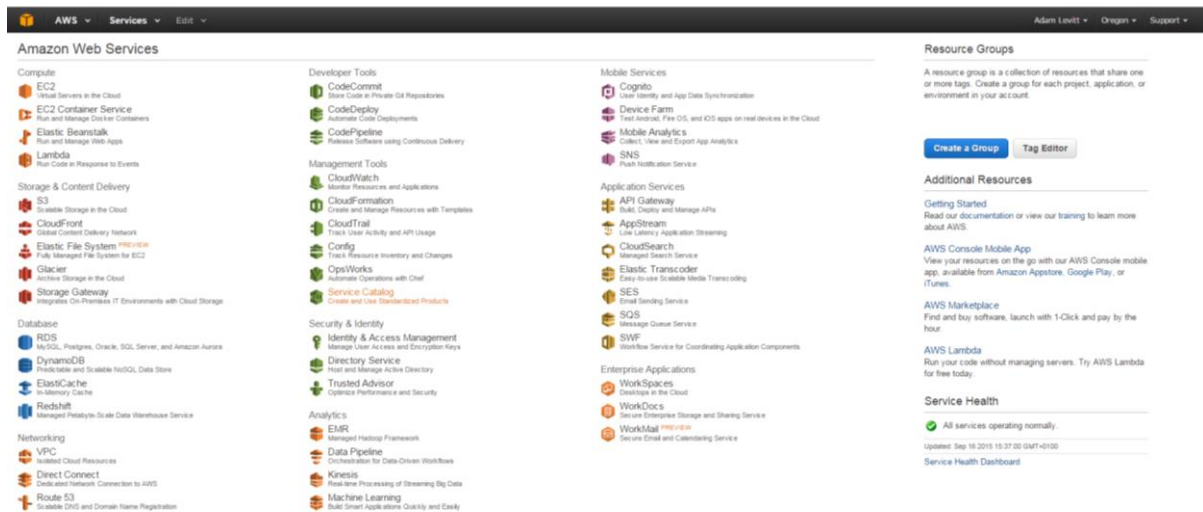 AWS Services Edit Adam Levitt Oregon Support
Amazon Web Services
Compute
EC2
Virtual Servers in the Cloud
EC2 Container Service
Run and Manage Docker Containers
Elastic Beanstalk
Run and Manage Web Apps
Lambda
Run Code in Response to Events
Storage & Content Delivery
S3
Scalable Storage in the Cloud
CloudFront
Global Content Delivery Network
Elastic File System PREVIEW
Fully Managed File System for EC2
Glacier
Archive Storage in the Cloud
Storage Gateway
Integrates On-Premises IT Environments with Cloud Storage
Database
RDS
MySQL, Postgres, Oracle, SQL Server, and Amazon Aurora
DynamoDB
Predictable and Scalable NoSQL Data Store
ElastiCache
In-Memory Cache
Redshift
Managed Petabyte-Scale Data Warehouse Service
Networking
VPC
Isolated Cloud Resources
Direct Connect
Dedicated Network Connection to AWS
Route 53
Scalable DNS and Domain Name Registration
Developer Tools
CodeCommit
Store Code in Private Git Repositories
CodeDeploy
Automate Code Deployments
CodePipeline
Release Software using Continuous Delivery
Management Tools
CloudWatch
Monitor Resources and Applications
CloudFormation
Create and Manage Resources with Templates
CloudTrail
Track User Activity and API Usage
Config
Track Resource Inventory and Changes
OpsWorks
Automate Operations with Chef
Service Catalog
Create and Use Standardized Products
Security & Identity
Identity & Access Management
Manage User Access and Encryption Keys
Directory Service
Host and Manage Active Directory
Trusted Advisor
Optimize Performance and Security
Analytics
EMR
Managed Hadoop Framework
Data Pipeline
Orchestration for Data-Driven Workflows
Kinesis
Real-time Processing of Streaming Big Data
Machine Learning
Build Smart Applications Quickly and Easily
Mobile Services
Cognito
User Identity and App Data Synchronization
Device Farm
Test Android, Fire OS, and iOS apps on real devices in the Cloud
Mobile Analytics
Collect, View and Export App Analytics
SNS
Push Notification Service
Application Services
API Gateway
Build, Deploy and Manage APIs
AppStream
Low Latency Application Streaming
CloudSearch
Managed Search Service
Elastic Transcoder
Easy-to-use Scalable Media Transcoding
SES
Email Sending Service
SQS
Message Queue Service
SWF
Workflow Service for Coordinating Application Components
Enterprise Applications
WorkSpaces
Desktops in the Cloud
WorkDocs
Secure Enterprise Storage and Sharing Service
WorkMail PREVIEW
Secure Email and Calendaring Service
Resource Groups
A resource group is a collection of resources that share one
or more tags. Create a group for each project, application, or
environment in your account.
Create a Group Tag Editor
Additional Resources
Getting Started
Read our documentation or view our training to learn more
about AWS.
AWS Console Mobile App
View your resources on the go with our AWS Console mobile
app, available from Amazon Appstore, Google Play, or
iTunes.
AWS Marketplace
Find and buy software, launch with 1-Click and pay by the
hour.
AWS Lambda
Run your code without managing servers. Try AWS Lambda
for free today.
Service Health
All services operating normally.
Updated: Sep 16 2015 15:37:00 GMT+0100
Service Health Dashboard